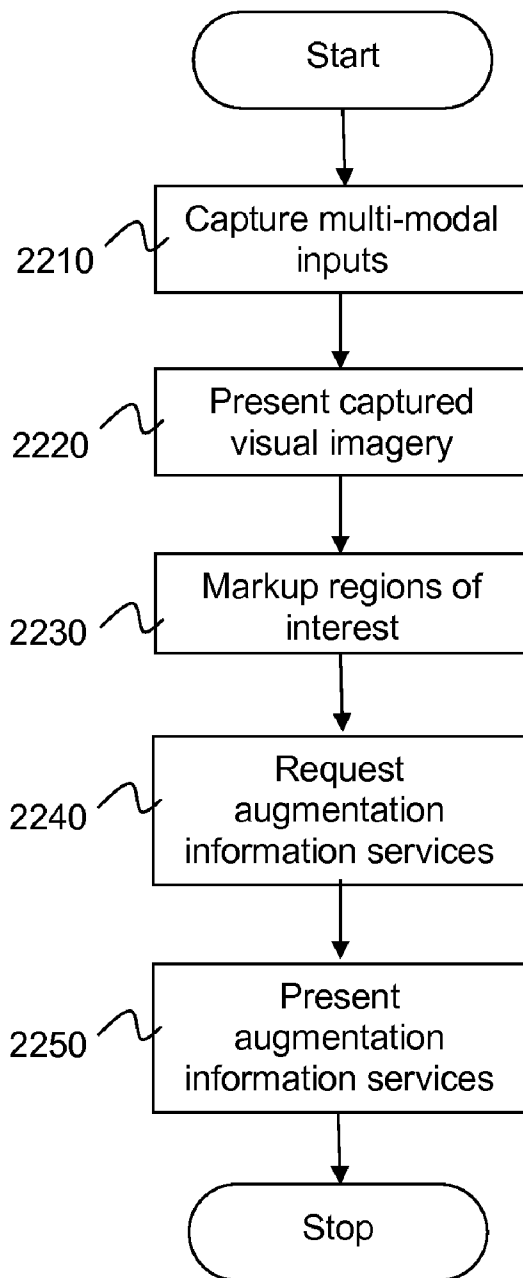 Start
2210
Capture multi-modal
inputs
2220
Present captured
visual imagery
2230
Markup regions of
interest
2240
Request
augmentation
information services
2250
Present
augmentation
information services
Stop